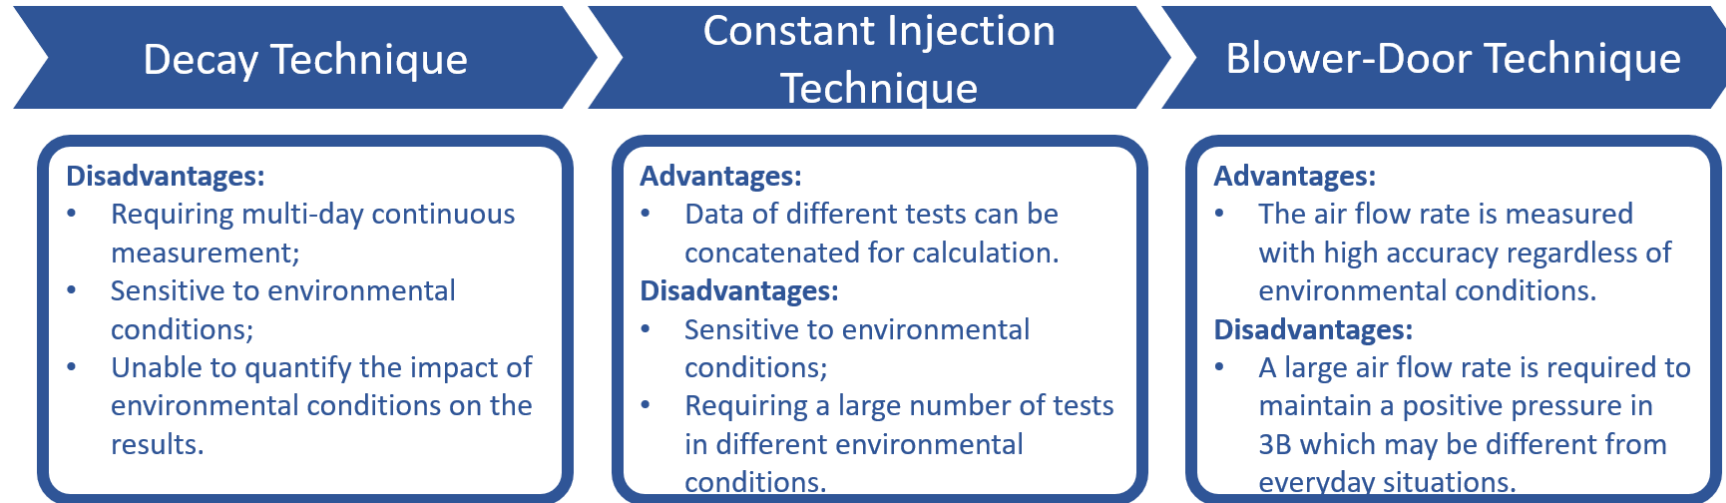 Decay Technique
Constant Injection
Technique
Blower-Door Technique
Disadvantages:
• Requiring multi-day continuous
measurement;
• Sensitive to environmental
conditions;
• Unable to quantify the impact of
environmental conditions on the
results.
Advantages:
• Data of different tests can be
concatenated for calculation.
Disadvantages:
• Sensitive to environmental
conditions;
• Requiring a large number of tests
in different environmental
conditions.
Advantages:
• The air flow rate is measured
with high accuracy regardless of
environmental conditions.
Disadvantages:
• A large air flow rate is required to
maintain a positive pressure in
3B which may be different from
everyday situations.